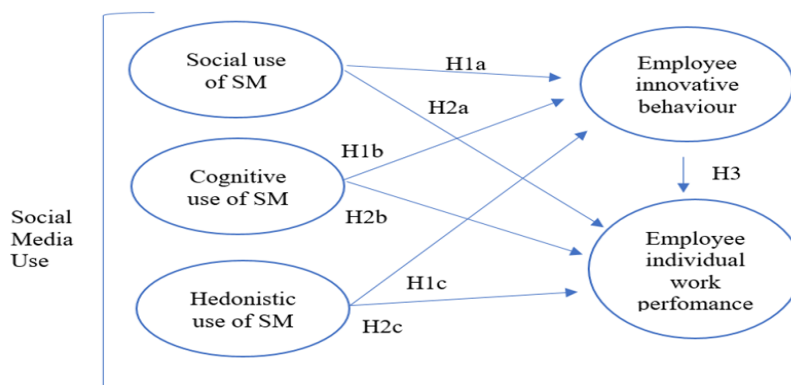 Social Media Use
Social use
of SM
Cognitive
use of SM
Hedonistic
use of SM
H1a
H2a
H1b
H2b
H1c
H2c
Employee
innovative
behaviour
H3
Employee
individual
work
perfomance